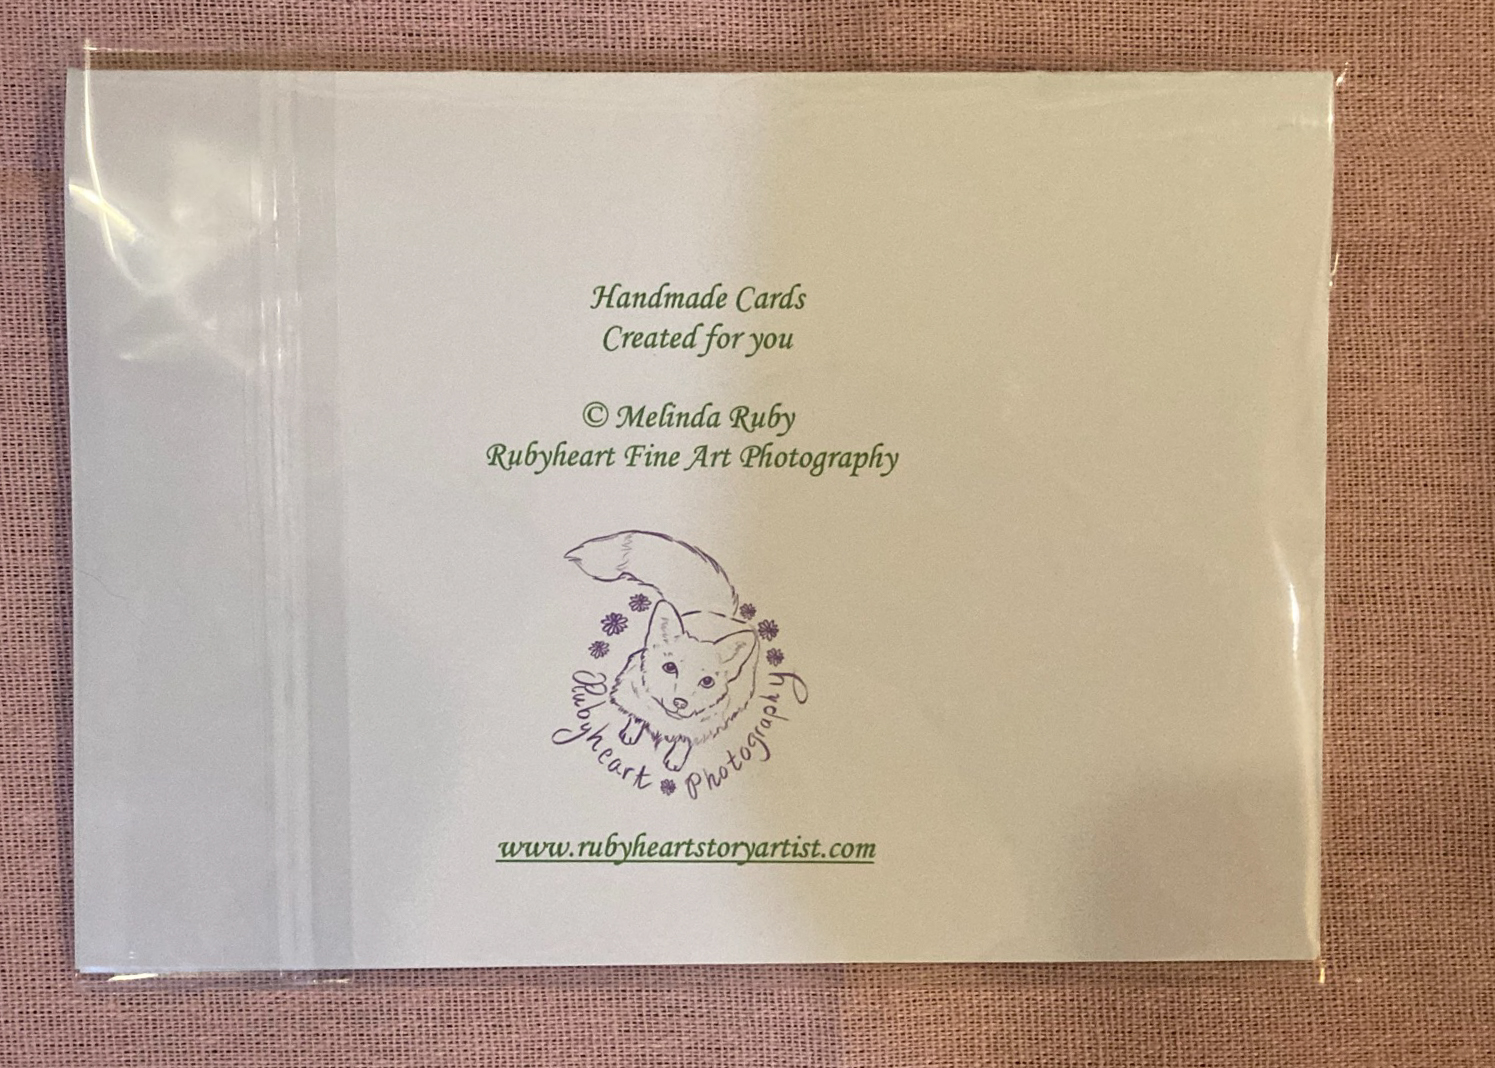 Handmade Cards
Created for you
© Melinda Ruby
Rubyheart Fine Art Photography
Rubyheart Photography
www.rubyheartstoryartist.com